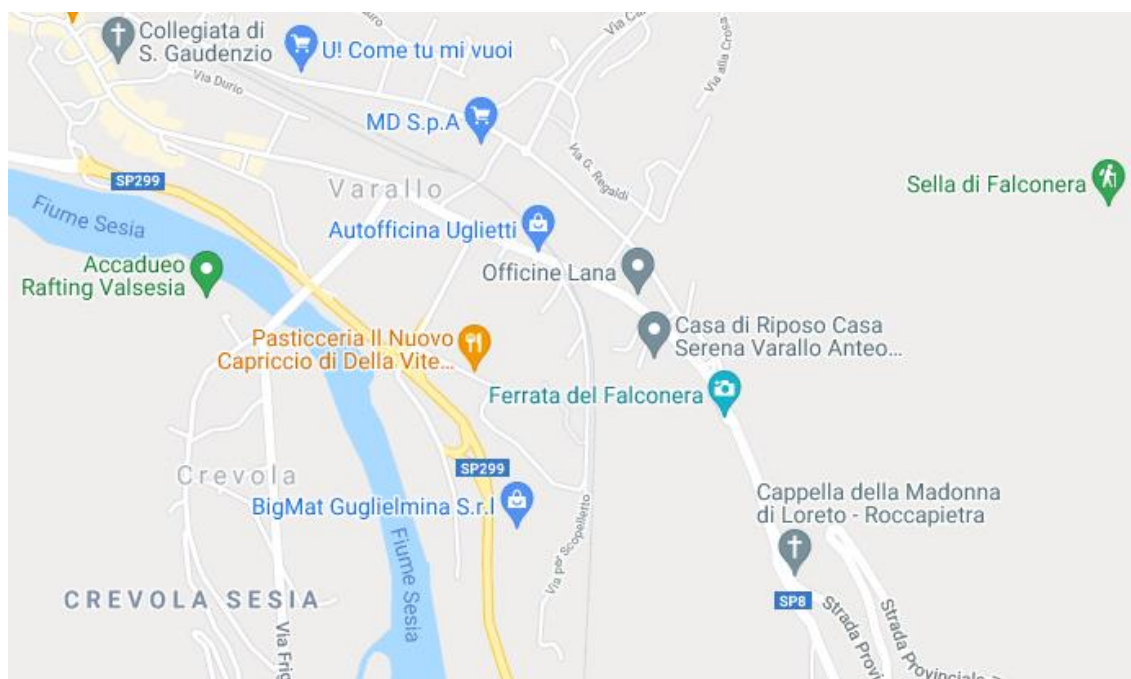 Collegiata di
S. Gaudenzio
U! Come tu mi vuoi
Via Durio
MD S.p.A
Via alla Crosa
Via G. Regaldi
SP299
Varallo
Sella di Falconera
Fiume Sesia
Autofficina Uglietti
Accadueo
Rafting Valsesia
Officine Lana
Pasticceria Il Nuovo
Capriccio di Della Vite...
Casa di Riposo Casa
Serena Varallo Anteo...
Ferrata del Falconera
Crevola
SP299
BigMat Guglielmina S.r.l
Cappella della Madonna
di Loreto - Roccapietra
Via per Scopelletto
Fiume Sesia
CREVOLA SESIA
SP8
Strada Provi
Strada Provinciale
Via Frig